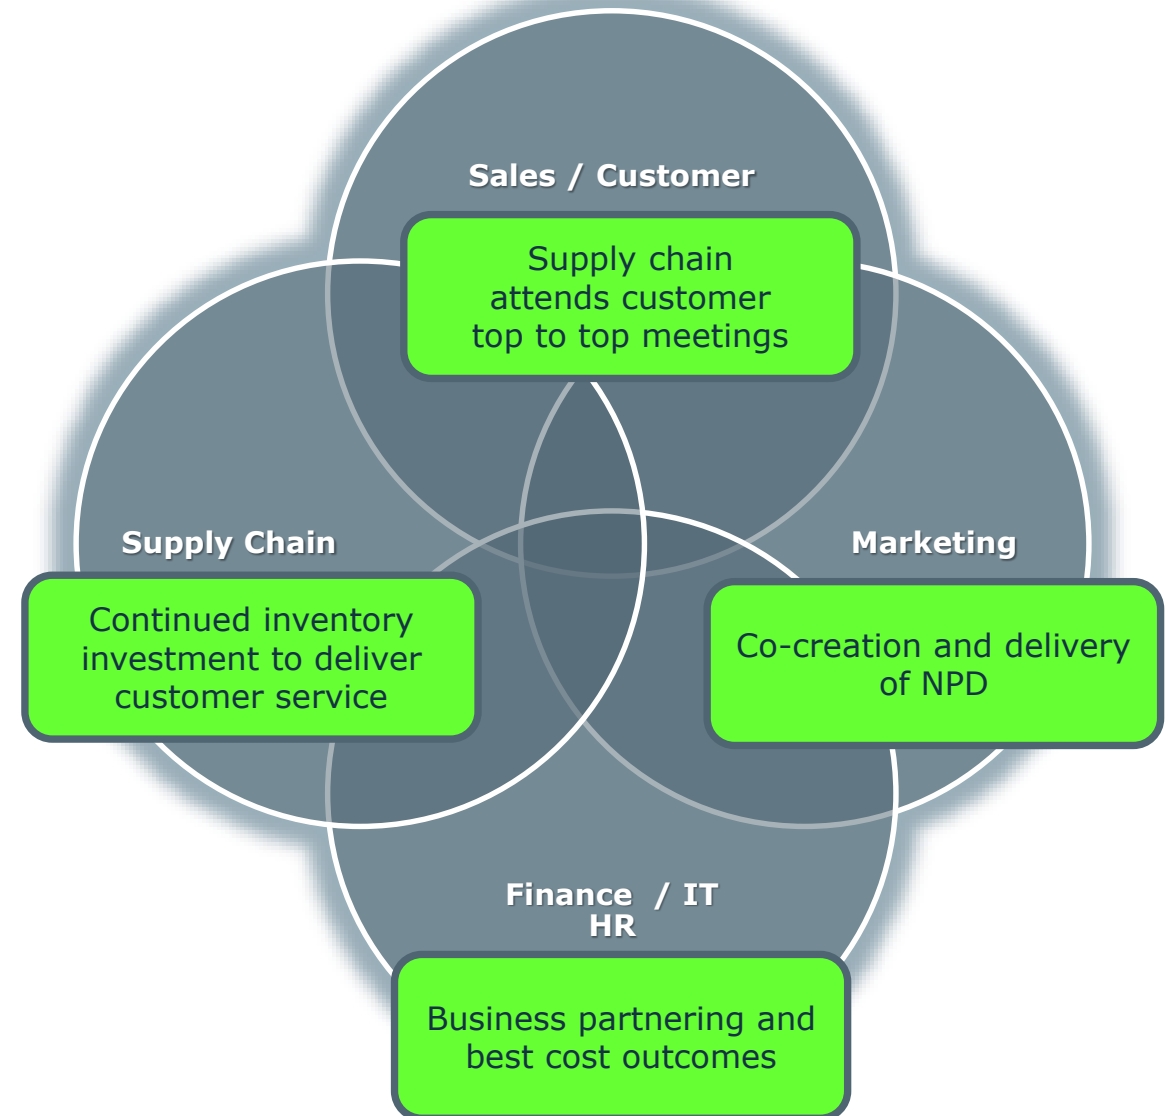 Sales / Customer
Supply chain
attends customer
top to top meetings
Supply Chain
Continued inventory
investment to deliver
customer service
Marketing
Co-creation and delivery
of NPD
Finance / IT
HR
Business partnering and
best cost outcomes